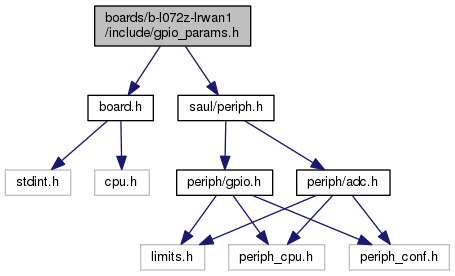 boards/b-l072z-lrwan1
/include/gpio_params.h
board.h
saul/periph.h
stdint.h
cpu.h
periph/gpio.h
periph/adc.h
limits.h
periph_cpu.h
periph_conf.h